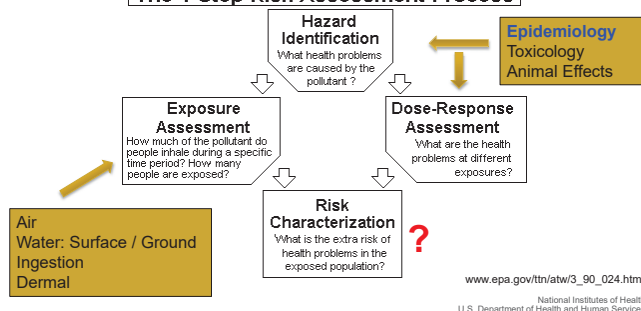 The 4 Step Risk Assessment Process
Hazard
Identification
What health problems
are caused by the
pollutant ?
Epidemiology
Toxicology
Animal Effects
Exposure
Assessment
How much of the pollutant do
people inhale during a specific
time period? How many
people are exposed?
Dose-Response
Assessment
What are the health
problems at different
exposures?
Air
Water: Surface / Ground
Ingestion
Dermal
Risk
Characterization
What is the extra risk of
health problems in the
exposed population?
?
www.epa.gov/ttn/atw/3_90_024.htm
National Institutes of Healt
U.S. Department of Health and Human Service